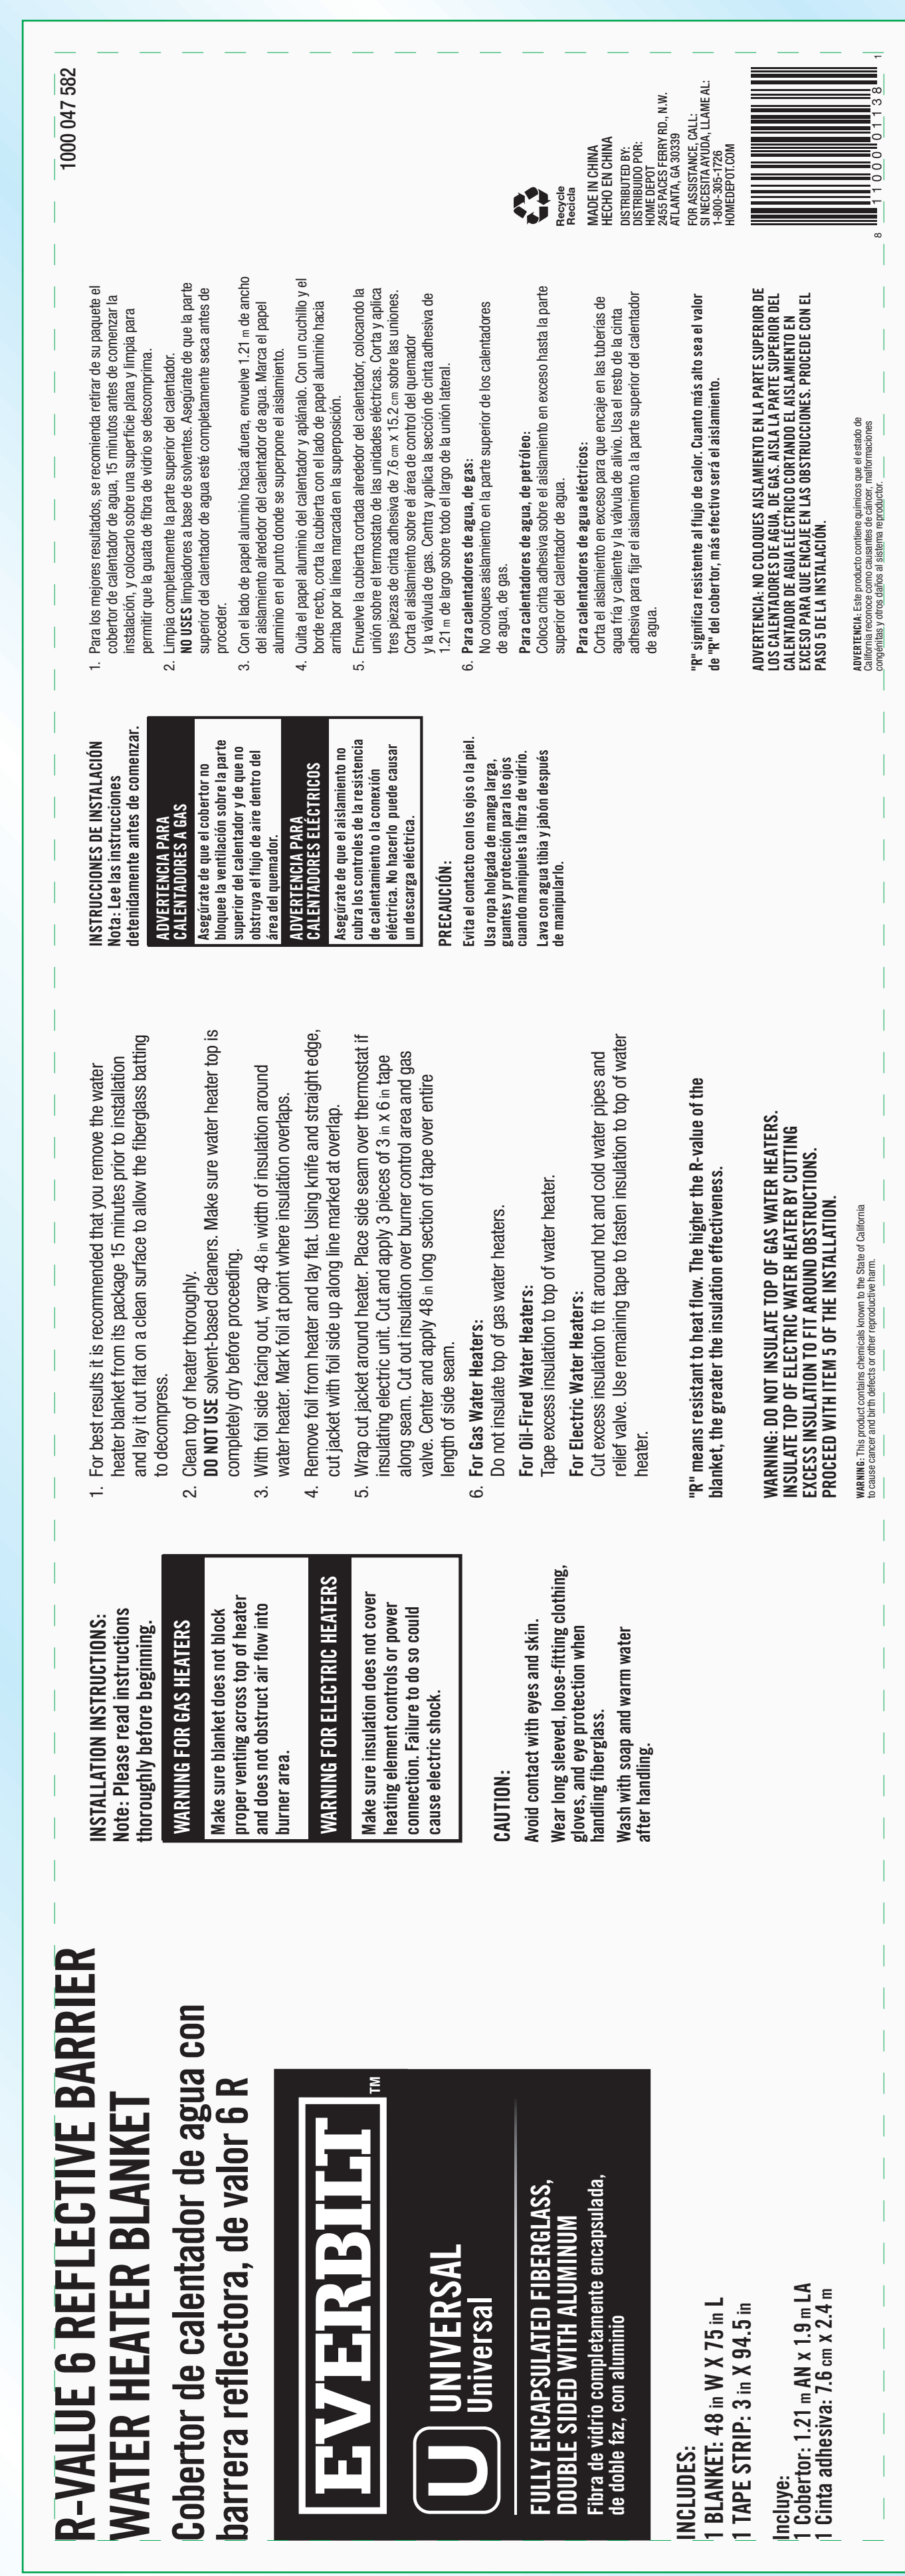 R-VALUE 6 REFLECTIVE BARRIER
WATER HEATER BLANKET
Cobertor de calentador de agua con
barrera reflectora, de valor 6 R
EVERBILT™
U
UNIVERSAL
Universal
FULLY ENCAPSULATED FIBERGLASS,
DOUBLE SIDED WITH ALUMINUM
Fibra de vidrio completamente encapsulada,
de doble faz, con aluminio
INCLUDES:
1 BLANKET: 48 in W X 75 in L
1 TAPE STRIP: 3 in X 94.5 in
Incluye:
1 Cobertor: 1.21 m AN x 1.9 m LA
1 Cinta adhesiva: 7.6 cm x 2.4 m
INSTALLATION INSTRUCTIONS:
Note: Please read instructions
thoroughly before beginning.
WARNING FOR GAS HEATERS
Make sure blanket does not block
proper venting across top of heater
and does not obstruct air flow into
burner area.
WARNING FOR ELECTRIC HEATERS
Make sure insulation does not cover
heating element controls or power
connection. Failure to do so could
cause electric shock.
CAUTION:
Avoid contact with eyes and skin.
Wear long sleeved, loose-fitting clothing,
gloves, and eye protection when
handling fiberglass.
Wash with soap and warm water
after handling.
1. For best results it is recommended that you remove the water
heater blanket from its package 15 minutes prior to installation
and lay it out flat on a clean surface to allow the fiberglass batting
to decompress.
2. Clean top of heater thoroughly.
DO NOT USE solvent-based cleaners. Make sure water heater top is
completely dry before proceeding.
3. With foil side facing out, wrap 48 in width of insulation around
water heater. Mark foil at point where insulation overlaps.
4. Remove foil from heater and lay flat. Using knife and straight edge,
cut jacket with foil side up along line marked at overlap.
5. Wrap cut jacket around heater. Place side seam over thermostat if
insulating electric unit. Cut and apply 3 pieces of 3 in x 6 in tape
along seam. Cut out insulation over burner control area and gas
valve. Center and apply 48 in long section of tape over entire
length of side seam.
6. For Gas Water Heaters:
Do not insulate top of gas water heaters.
For Oil-Fired Water Heaters:
Tape excess insulation to top of water heater.
For Electric Water Heaters:
Cut excess insulation to fit around hot and cold water pipes and
relief valve. Use remaining tape to fasten insulation to top of water
heater.
"R" means resistant to heat flow. The higher the R-value of the
blanket, the greater the insulation effectiveness.
WARNING: DO NOT INSULATE TOP OF GAS WATER HEATERS.
INSULATE TOP OF ELECTRIC WATER HEATER BY CUTTING
EXCESS INSULATION TO FIT AROUND OBSTRUCTIONS.
PROCEED WITH ITEM 5 OF THE INSTALLATION.
WARNING: This product contains chemicals known to the State of California
to cause cancer and birth defects or other reproductive harm.
INSTRUCCIONES DE INSTALACIÓN
Nota: Lee las instrucciones
detenidamente antes de comenzar.
ADVERTENCIA PARA
CALENTADORES A GAS
Asegúrate de que el cobertor no
bloquee la ventilación sobre la parte
superior del calentador y de que no
obstruya el flujo de aire dentro del
área del quemador.
ADVERTENCIA PARA
CALENTADORES ELÉCTRICOS
Asegúrate de que el aislamiento no
cubra los controles de la resistencia
de calentamiento o la conexión
eléctrica. No hacerlo puede causar
un descarga eléctrica.
PRECAUCIÓN:
Evita el contacto con los ojos o la piel.
Usa ropa holgada de manga larga,
guantes y protección para los ojos
cuando manipules la fibra de vidrio.
Lava con agua tibia y jabón después
de manipularlo.
1. Para los mejores resultados, se recomienda retirar de su paquete el
cobertor de calentador de agua, 15 minutos antes de comenzar la
instalación, y colocarlo sobre una superficie plana y limpia para
permitir que la guata de fibra de vidrio se descomprima.
2. Limpia completamente la parte superior del calentador.
NO USES limpiadores a base de solventes. Asegúrate de que la parte
superior del calentador de agua esté completamente seca antes de
proceder.
3. Con el lado de papel aluminio hacia afuera, envuelve 1.21 m de ancho
del aislamiento alrededor del calentador de agua. Marca el papel
aluminio en el punto donde se superpone el aislamiento.
4. Quita el papel aluminio del calentador y aplánalo. Con un cuchillo y el
borde recto, corta la cubierta con el lado de papel aluminio hacia
arriba por la línea marcada en la superposición.
5. Envuelve la cubierta cortada alrededor del calentador, colocando la
unión sobre el termostato de las unidades eléctricas. Corta y aplica
tres piezas de cinta adhesiva de 7.6 cm x 15.2 cm sobre las uniones.
Corta el aislamiento sobre el área de control del quemador
y la válvula de gas. Centra y aplica la sección de cinta adhesiva de
1.21 m de largo sobre todo el largo de la unión lateral.
6. Para calentadores de agua, de gas:
No coloques aislamiento en la parte superior de los calentadores
de agua, de gas.
Para calentadores de agua, de petróleo:
Coloca cinta adhesiva sobre el aislamiento en exceso hasta la parte
superior del calentador de agua.
Para calentadores de agua eléctricos:
Corta el aislamiento en exceso para que encaje en las tuberías de
agua fría y caliente y la válvula de alivio. Usa el resto de la cinta
adhesiva para fijar el aislamiento a la parte superior del calentador
de agua.
"R" significa resistente al flujo de calor. Cuanto más alto sea el valor
de "R" del cobertor, más efectivo será el aislamiento.
ADVERTENCIA: NO COLOQUES AISLAMIENTO EN LA PARTE SUPERIOR DE
LOS CALENTADORES DE AGUA, DE GAS. AISLA LA PARTE SUPERIOR DEL
CALENTADOR DE AGUA ELÉCTRICO CORTANDO EL AISLAMIENTO EN
EXCESO PARA QUE ENCAJE EN LAS OBSTRUCCIONES. PROCEDE CON EL
PASO 5 DE LA INSTALACIÓN.
ADVERTENCIA: Este producto contiene químicos que el estado de
California reconoce como causantes de cáncer, malformaciones
congénitas y otros daños al sistema reproductor.
1000 047 582
Recycle
Recicla
MADE IN CHINA
HECHO EN CHINA
DISTRIBUTED BY:
DISTRIBUIDO POR:
HOME DEPOT
2455 PACES FERRY RD., N.W.
ATLANTA, GA 30339
FOR ASSISTANCE, CALL:
SI NECESITA AYUDA, LLAME AL:
1-800-305-1726
HOMEDEPOT.COM
8 11000 01138 1